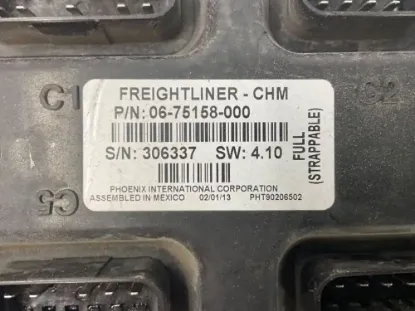 C1
C2
FREIGHTLINER - CHM
P/N: 06-75158-000
S/N: 306337 SW: 4.10
FULL
(STRAPPABLE)
PHOENIX INTERNATIONAL CORPORATION
ASSEMBLED IN MEXICO 02/01/13 PHT90206502
C5